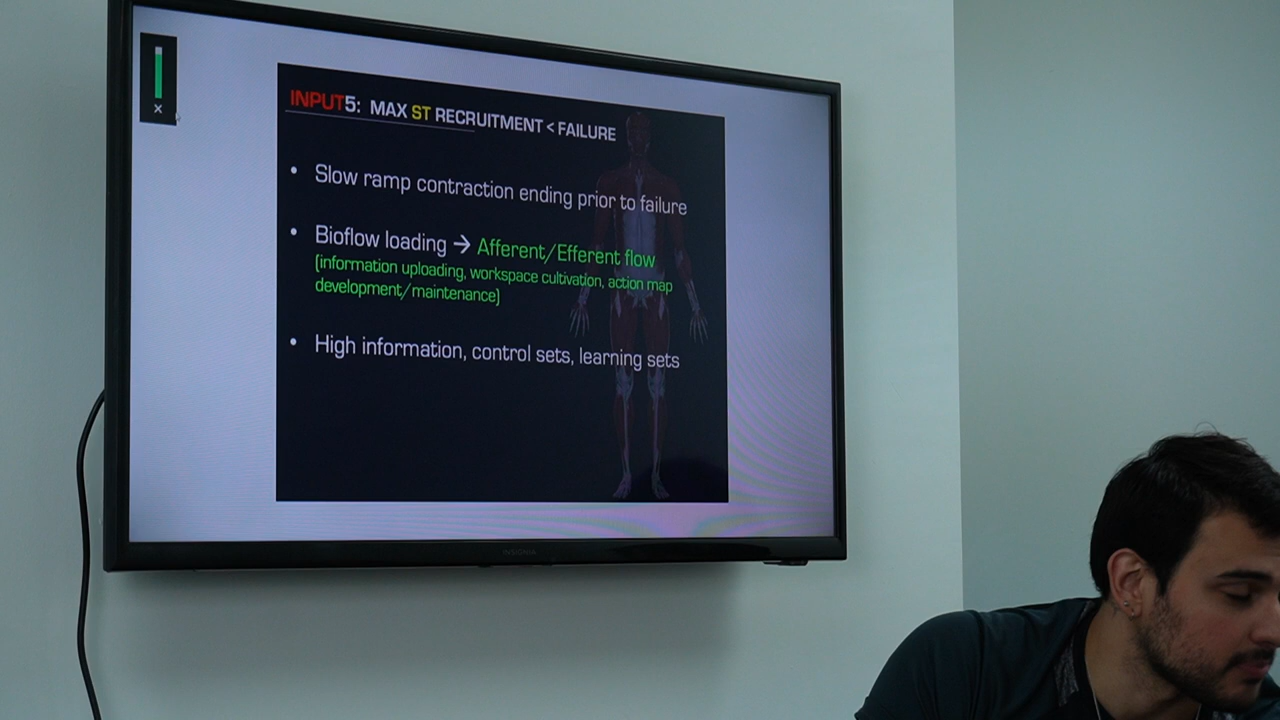 INPUT5: MAX ST RECRUITMENT < FAILURE
• Slow ramp contraction ending prior to failure
• Bioflow loading → Afferent/Efferent flow
(information uploading, workspace cultivation, action map
development/maintenance)
• High information, control sets, learning sets
INSIGNIA